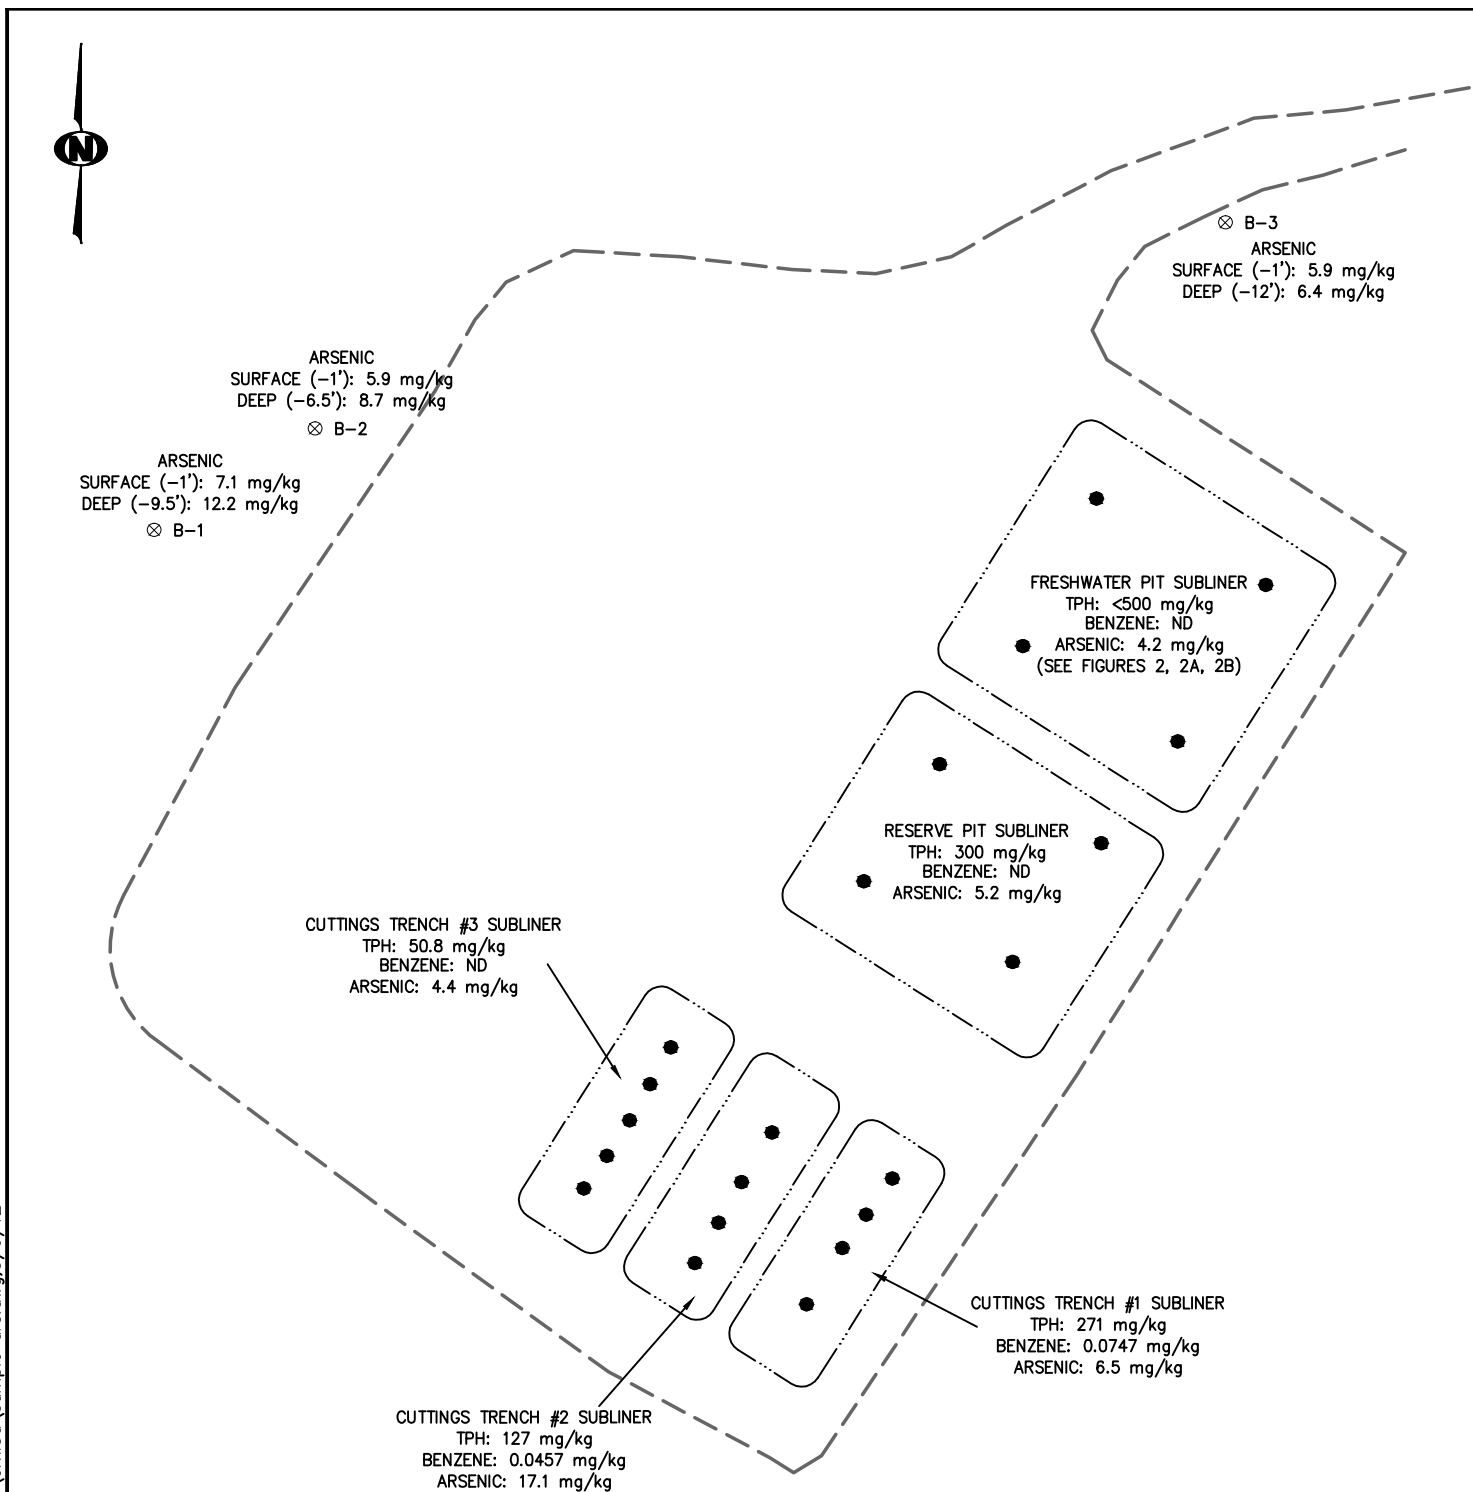 N
B-3
ARSENIC
SURFACE (-1'): 5.9 mg/kg
DEEP (-12'): 6.4 mg/kg
ARSENIC
SURFACE (-1'): 5.9 mg/kg
DEEP (-6.5'): 8.7 mg/kg
B-2
ARSENIC
SURFACE (-1'): 7.1 mg/kg
DEEP (-9.5'): 12.2 mg/kg
B-1
FRESHWATER PIT SUBLINER
TPH: <500 mg/kg
BENZENE: ND
ARSENIC: 4.2 mg/kg
(SEE FIGURES 2, 2A, 2B)
RESERVE PIT SUBLINER
TPH: 300 mg/kg
BENZENE: ND
ARSENIC: 5.2 mg/kg
CUTTINGS TRENCH #3 SUBLINER
TPH: 50.8 mg/kg
BENZENE: ND
ARSENIC: 4.4 mg/kg
CUTTINGS TRENCH #1 SUBLINER
TPH: 271 mg/kg
BENZENE: 0.0747 mg/kg
ARSENIC: 6.5 mg/kg
CUTTINGS TRENCH #2 SUBLINER
TPH: 127 mg/kg
BENZENE: 0.0457 mg/kg
ARSENIC: 17.1 mg/kg